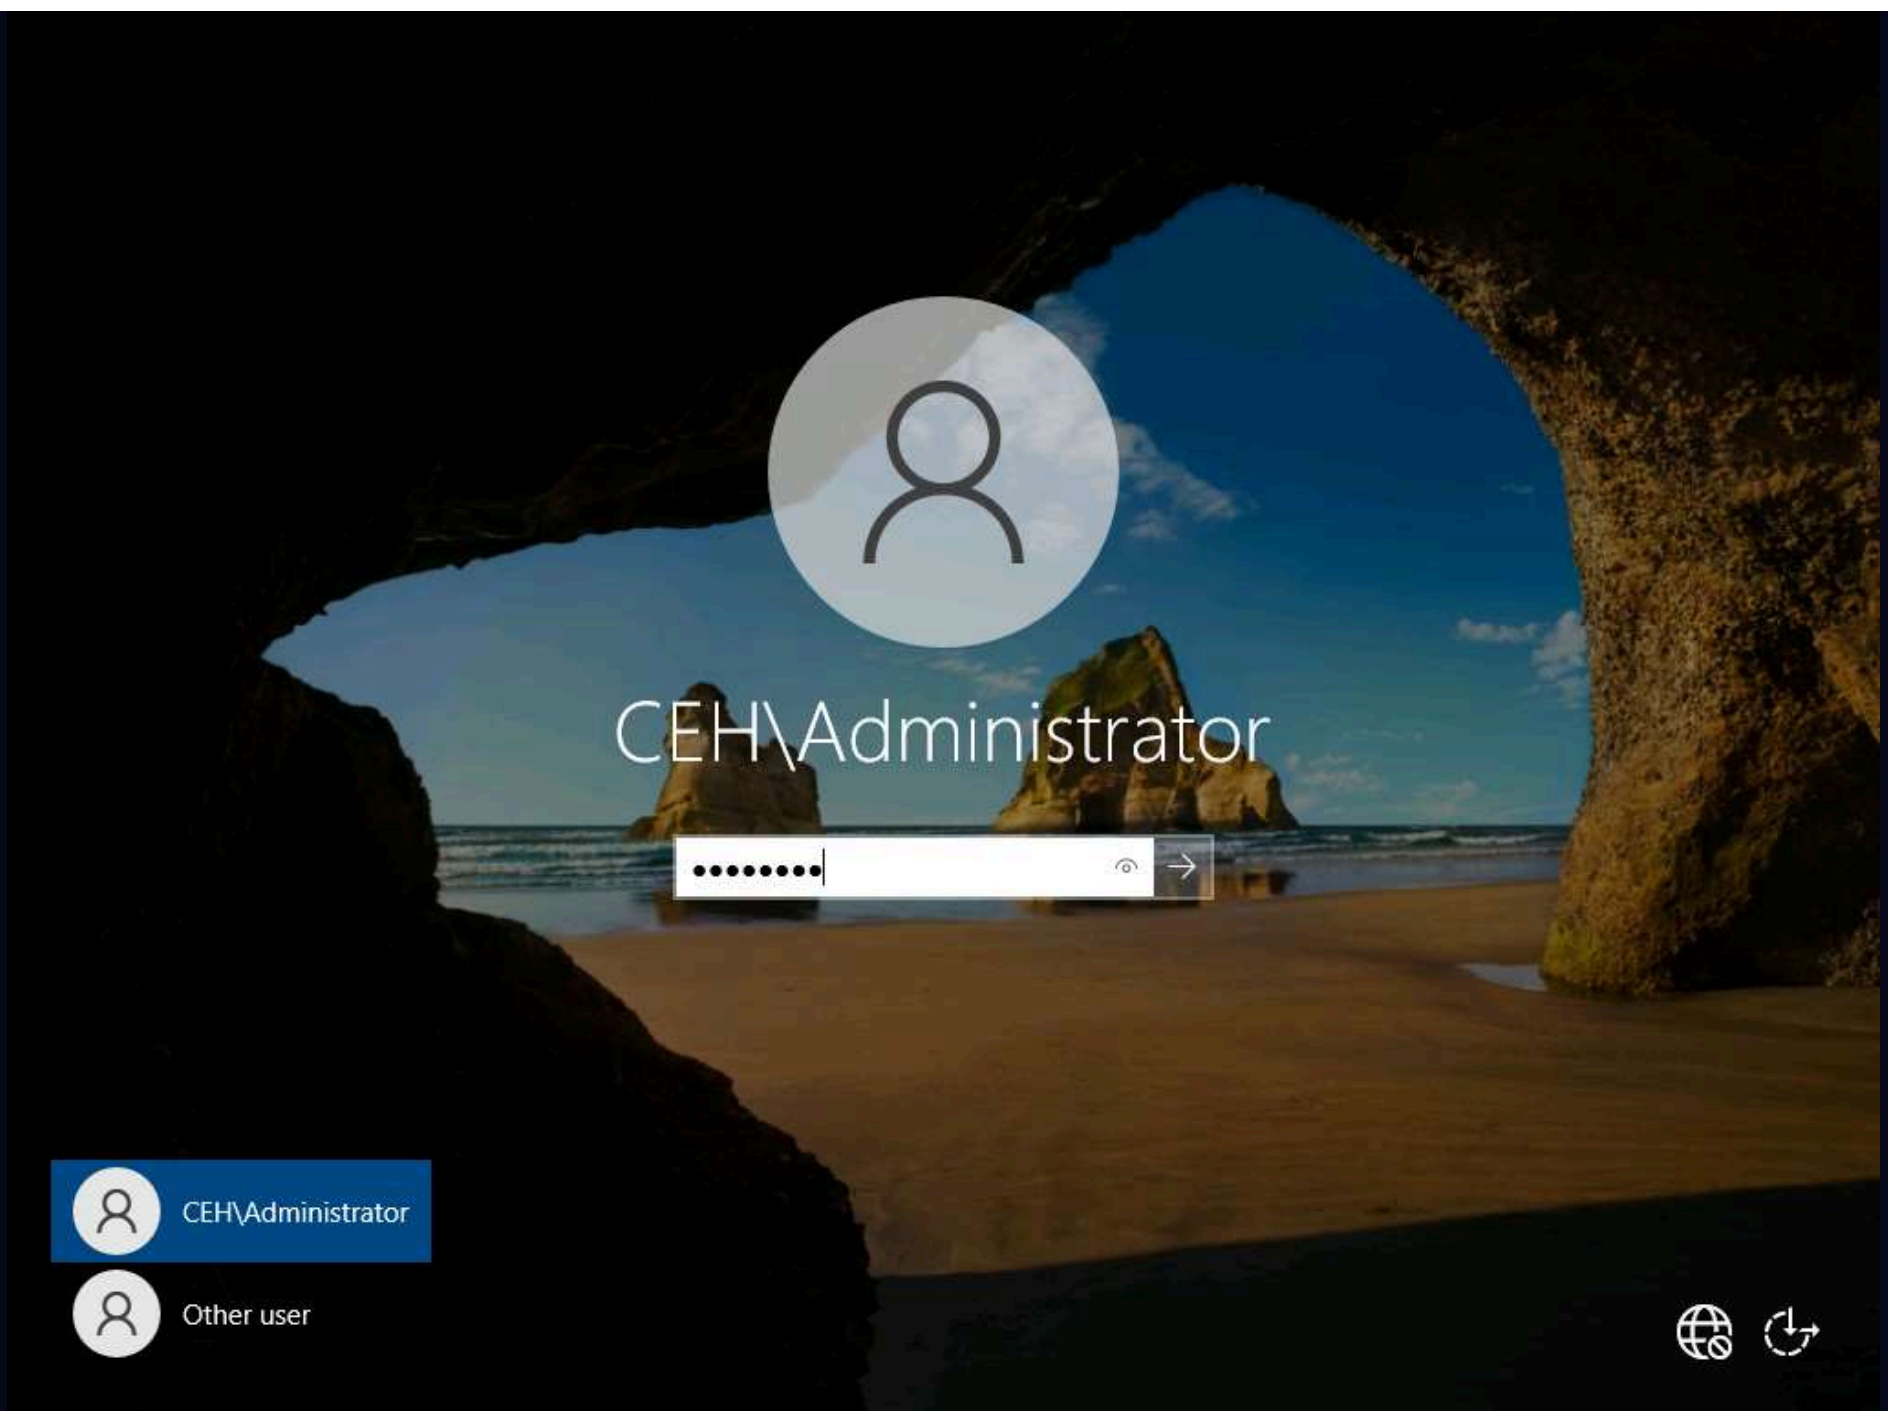 CEH\Administrator
••••••••
CEH\Administrator
Other user